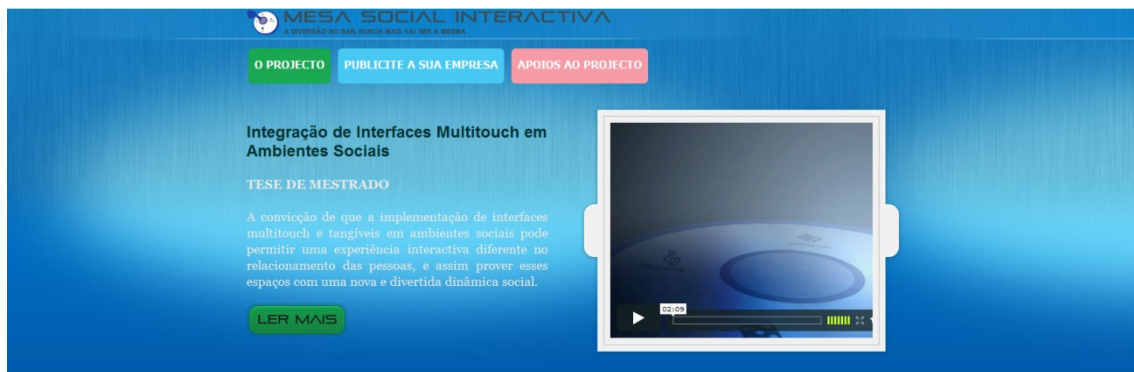 MESA SOCIAL INTERACTIVA
A DIVERSÃO NO BAR, NUNCA MAIS VAI SER A MESMA
O PROJECTO
PUBLICITE A SUA EMPRESA
APOIOS AO PROJECTO
Integração de Interfaces Multitouch em
Ambientes Sociais
TESE DE MESTRADO
A convicção de que a implementação de interfaces
multitouch e tangíveis em ambientes sociais pode
permitir uma experiência interactiva diferente no
relacionamento das pessoas, e assim prover esses
espaços com uma nova e divertida dinâmica social.
LER MAIS
02:09